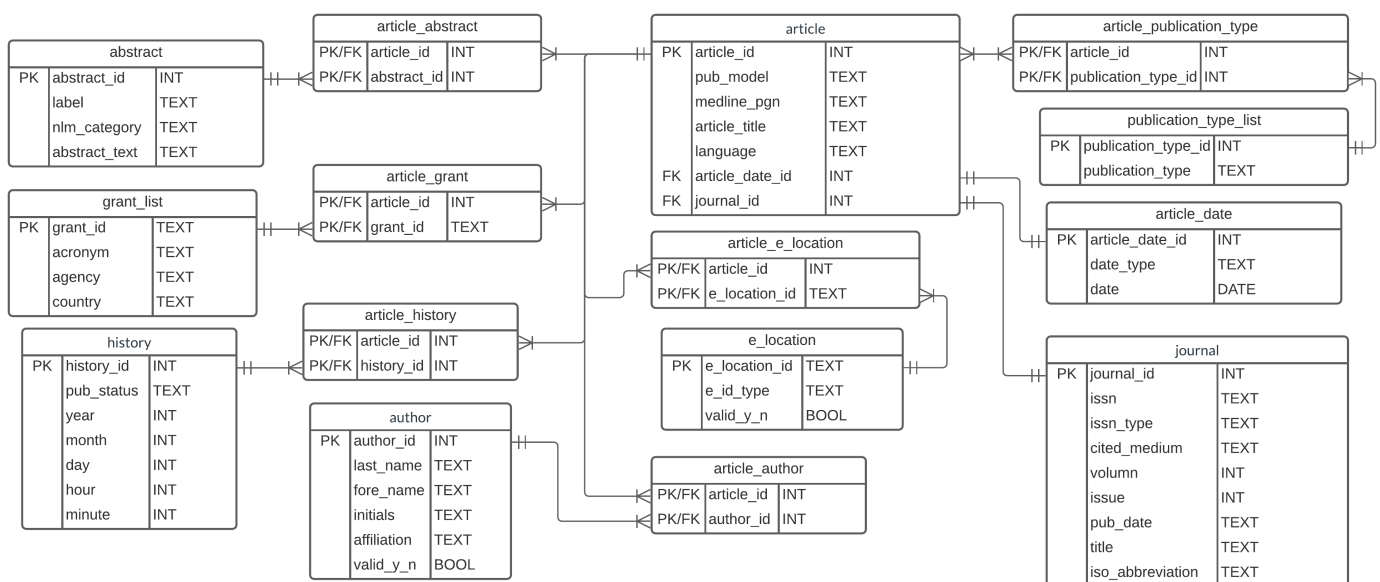 abstract
PK abstract_id INT
label TEXT
nlm_category TEXT
abstract_text TEXT
article_abstract
PK/FK article_id INT
PK/FK abstract_id INT
article
PK article_id INT
pub_model TEXT
medline_pgn TEXT
article_title TEXT
language TEXT
FK article_date_id INT
FK journal_id INT
article_publication_type
PK/FK article_id INT
PK/FK publication_type_id INT
publication_type_list
PK publication_type_id INT
publication_type TEXT
grant_list
PK grant_id TEXT
acronym TEXT
agency TEXT
country TEXT
article_grant
PK/FK article_id INT
PK/FK grant_id TEXT
article_e_location
PK/FK article_id INT
PK/FK e_location_id TEXT
article_date
PK article_date_id INT
date_type TEXT
date DATE
history
PK history_id INT
pub_status TEXT
year INT
month INT
day INT
hour INT
minute INT
article_history
PK/FK article_id INT
PK/FK history_id INT
e_location
PK e_location_id TEXT
e_id_type TEXT
valid_y_n BOOL
journal
PK journal_id INT
issn TEXT
issn_type TEXT
cited_medium TEXT
volumn INT
issue INT
pub_date TEXT
title TEXT
iso_abbreviation TEXT
author
PK author_id INT
last_name TEXT
fore_name TEXT
initials TEXT
affiliation TEXT
valid_y_n BOOL
article_author
PK/FK article_id INT
PK/FK author_id INT